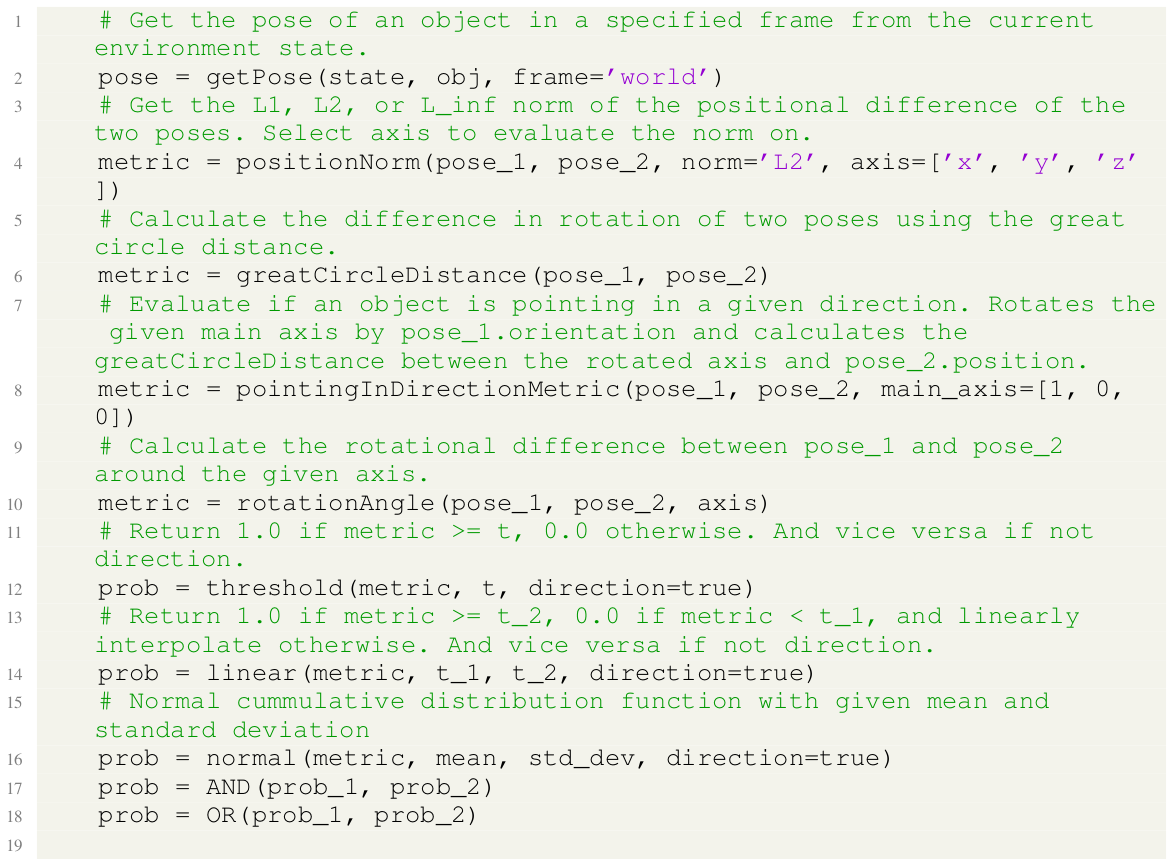 1 # Get the pose of an object in a specified frame from the current
environment state.
2 pose = getPose(state, obj, frame='world')
3 # Get the L1, L2, or L_inf norm of the positional difference of the
two poses. Select axis to evaluate the norm on.
4 metric = positionNorm(pose_1, pose_2, norm='L2', axis=['x', 'y', 'z'
])
5 # Calculate the difference in rotation of two poses using the great
circle distance.
6 metric = greatCircleDistance(pose_1, pose_2)
7 # Evaluate if an object is pointing in a given direction. Rotates the
given main axis by pose_1.orientation and calculates the
greatCircleDistance between the rotated axis and pose_2.position.
8 metric = pointingInDirectionMetric(pose_1, pose_2, main_axis=[1, 0,
0])
9 # Calculate the rotational difference between pose_1 and pose_2
around the given axis.
10 metric = rotationAngle(pose_1, pose_2, axis)
11 # Return 1.0 if metric >= t, 0.0 otherwise. And vice versa if not
direction.
12 prob = threshold(metric, t, direction=true)
13 # Return 1.0 if metric >= t_2, 0.0 if metric < t_1, and linearly
interpolate otherwise. And vice versa if not direction.
14 prob = linear(metric, t_1, t_2, direction=true)
15 # Normal cummulative distribution function with given mean and
standard deviation
16 prob = normal(metric, mean, std_dev, direction=true)
17 prob = AND(prob_1, prob_2)
18 prob = OR(prob_1, prob_2)
19